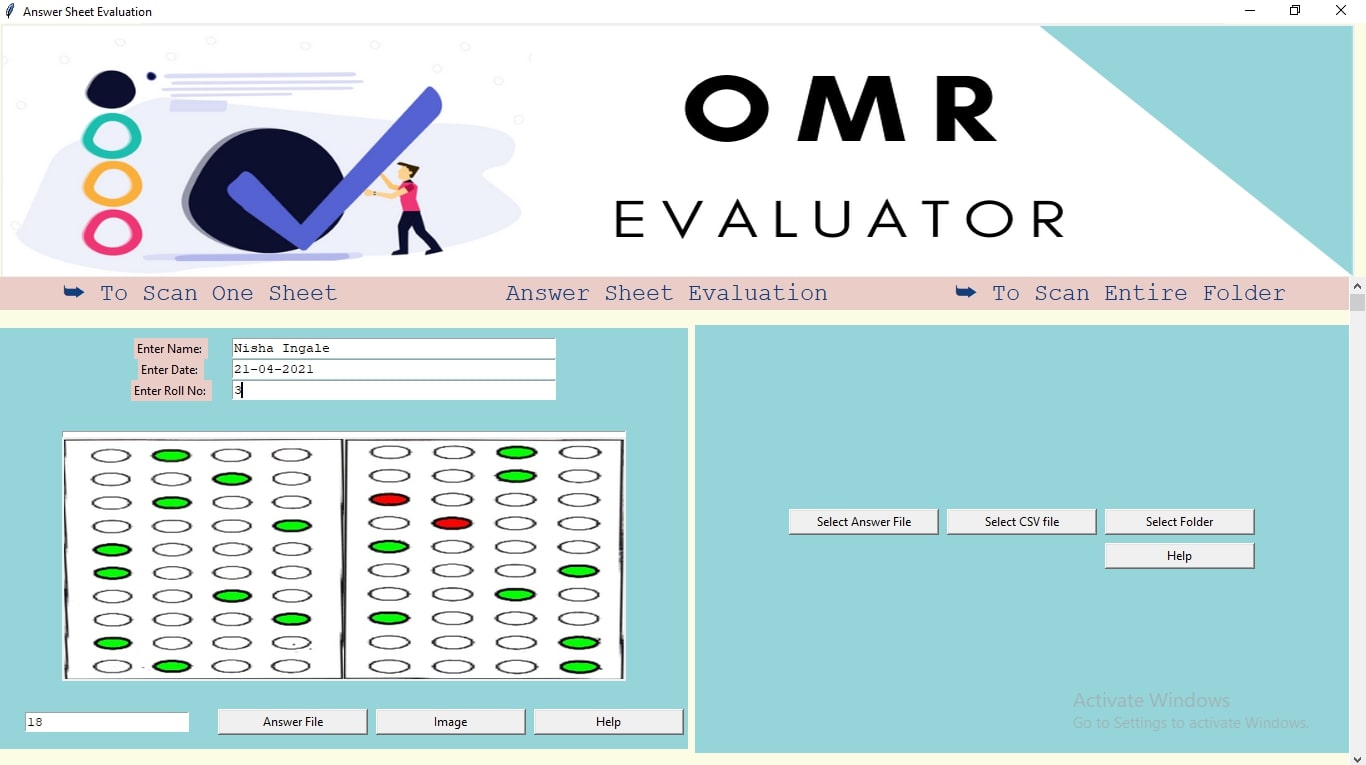 Answer Sheet Evaluation
OMR
EVALUATOR
➥ To Scan One Sheet
Answer Sheet Evaluation
➥ To Scan Entire Folder
Enter Name: Nisha Ingale
Enter Date: 21-04-2021
Enter Roll No: 3
Select Answer File
Select CSV file
Select Folder
Help
18
Answer File
Image
Help
Activate Windows
Go to Settings to activate Windows.